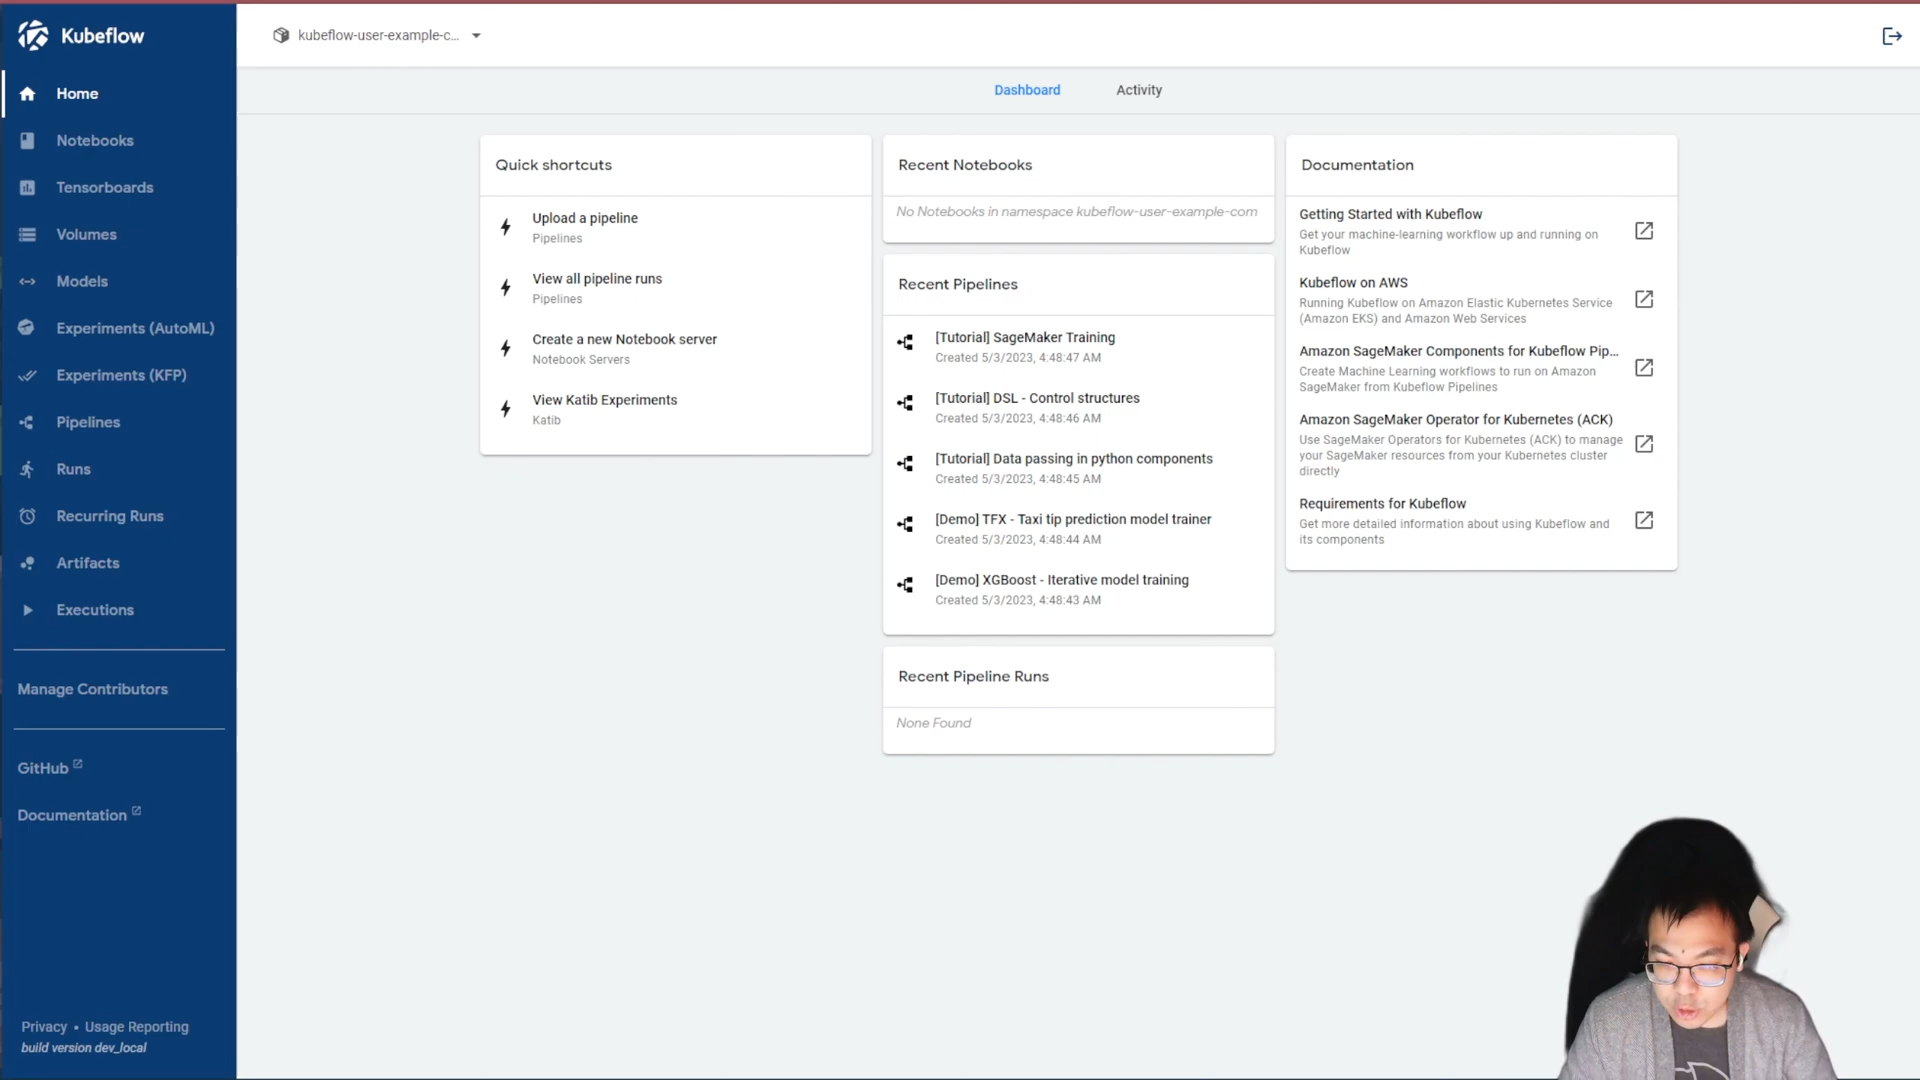 Kubeflow
kubeflow-user-example-c...
Home
Notebooks
Tensorboards
Volumes
Models
Experiments (AutoML)
Experiments (KFP)
Pipelines
Runs
Recurring Runs
Artifacts
Executions
Manage Contributors
GitHub
Documentation
Privacy • Usage Reporting
build version dev_local
Dashboard
Activity
Quick shortcuts
Upload a pipeline
Pipelines
View all pipeline runs
Pipelines
Create a new Notebook server
Notebook Servers
View Katib Experiments
Katib
Recent Notebooks
No Notebooks in namespace kubeflow-user-example-com
Recent Pipelines
[Tutorial] SageMaker Training
Created 5/3/2023, 4:48:47 AM
[Tutorial] DSL - Control structures
Created 5/3/2023, 4:48:46 AM
[Tutorial] Data passing in python components
Created 5/3/2023, 4:48:45 AM
[Demo] TFX - Taxi tip prediction model trainer
Created 5/3/2023, 4:48:44 AM
[Demo] XGBoost - Iterative model training
Created 5/3/2023, 4:48:43 AM
Recent Pipeline Runs
None Found
Documentation
Getting Started with Kubeflow
Get your machine-learning workflow up and running on
Kubeflow
Kubeflow on AWS
Running Kubeflow on Amazon Elastic Kubernetes Service
(Amazon EKS) and Amazon Web Services
Amazon SageMaker Components for Kubeflow Pip...
Create Machine Learning workflows to run on Amazon
SageMaker from Kubeflow Pipelines
Amazon SageMaker Operator for Kubernetes (ACK)
Use SageMaker Operators for Kubernetes (ACK) to manage
your SageMaker resources from your Kubernetes cluster
directly
Requirements for Kubeflow
Get more detailed information about using Kubeflow and
its components